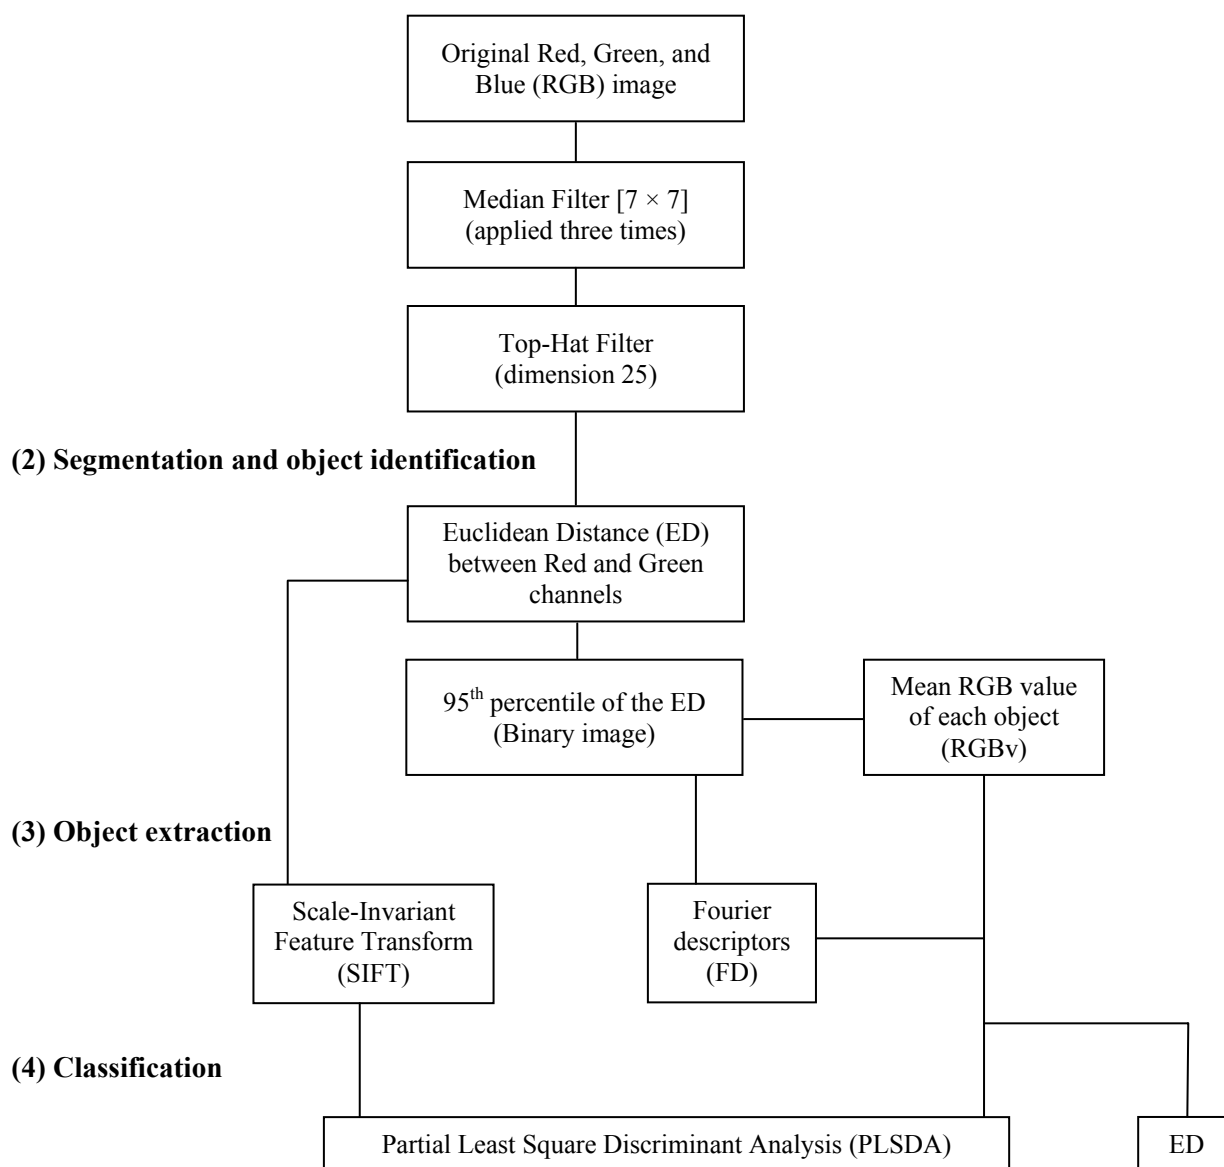 Original Red, Green, and
Blue (RGB) image
Median Filter [7 × 7]
(applied three times)
Top-Hat Filter
(dimension 25)
(2) Segmentation and object identification
Euclidean Distance (ED)
between Red and Green
channels
95th percentile of the ED
(Binary image)
Mean RGB value
of each object
(RGBv)
(3) Object extraction
Scale-Invariant
Feature Transform
(SIFT)
Fourier
descriptors
(FD)
(4) Classification
Partial Least Square Discriminant Analysis (PLSDA)
ED